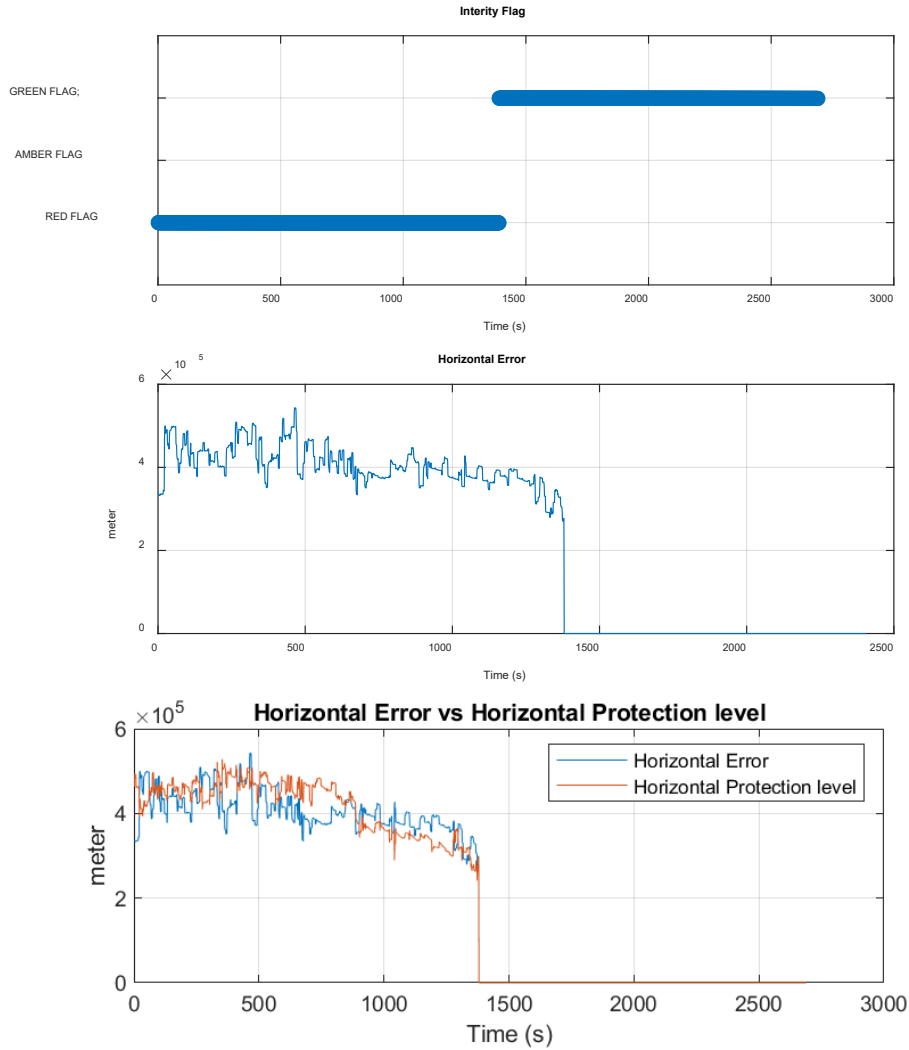 Interity Flag
GREEN FLAG;
AMBER FLAG
RED FLAG
0 500 1000 1500 2000 2500 3000
Time (s)
Horizontal Error
× 10 5
6
4
2
0
meter
0 500 1000 1500 2000 2500
Time (s)
Horizontal Error vs Horizontal Protection level
×10 5
6
4
2
0
meter
Horizontal Error
Horizontal Protection level
0 500 1000 1500 2000 2500 3000
Time (s)